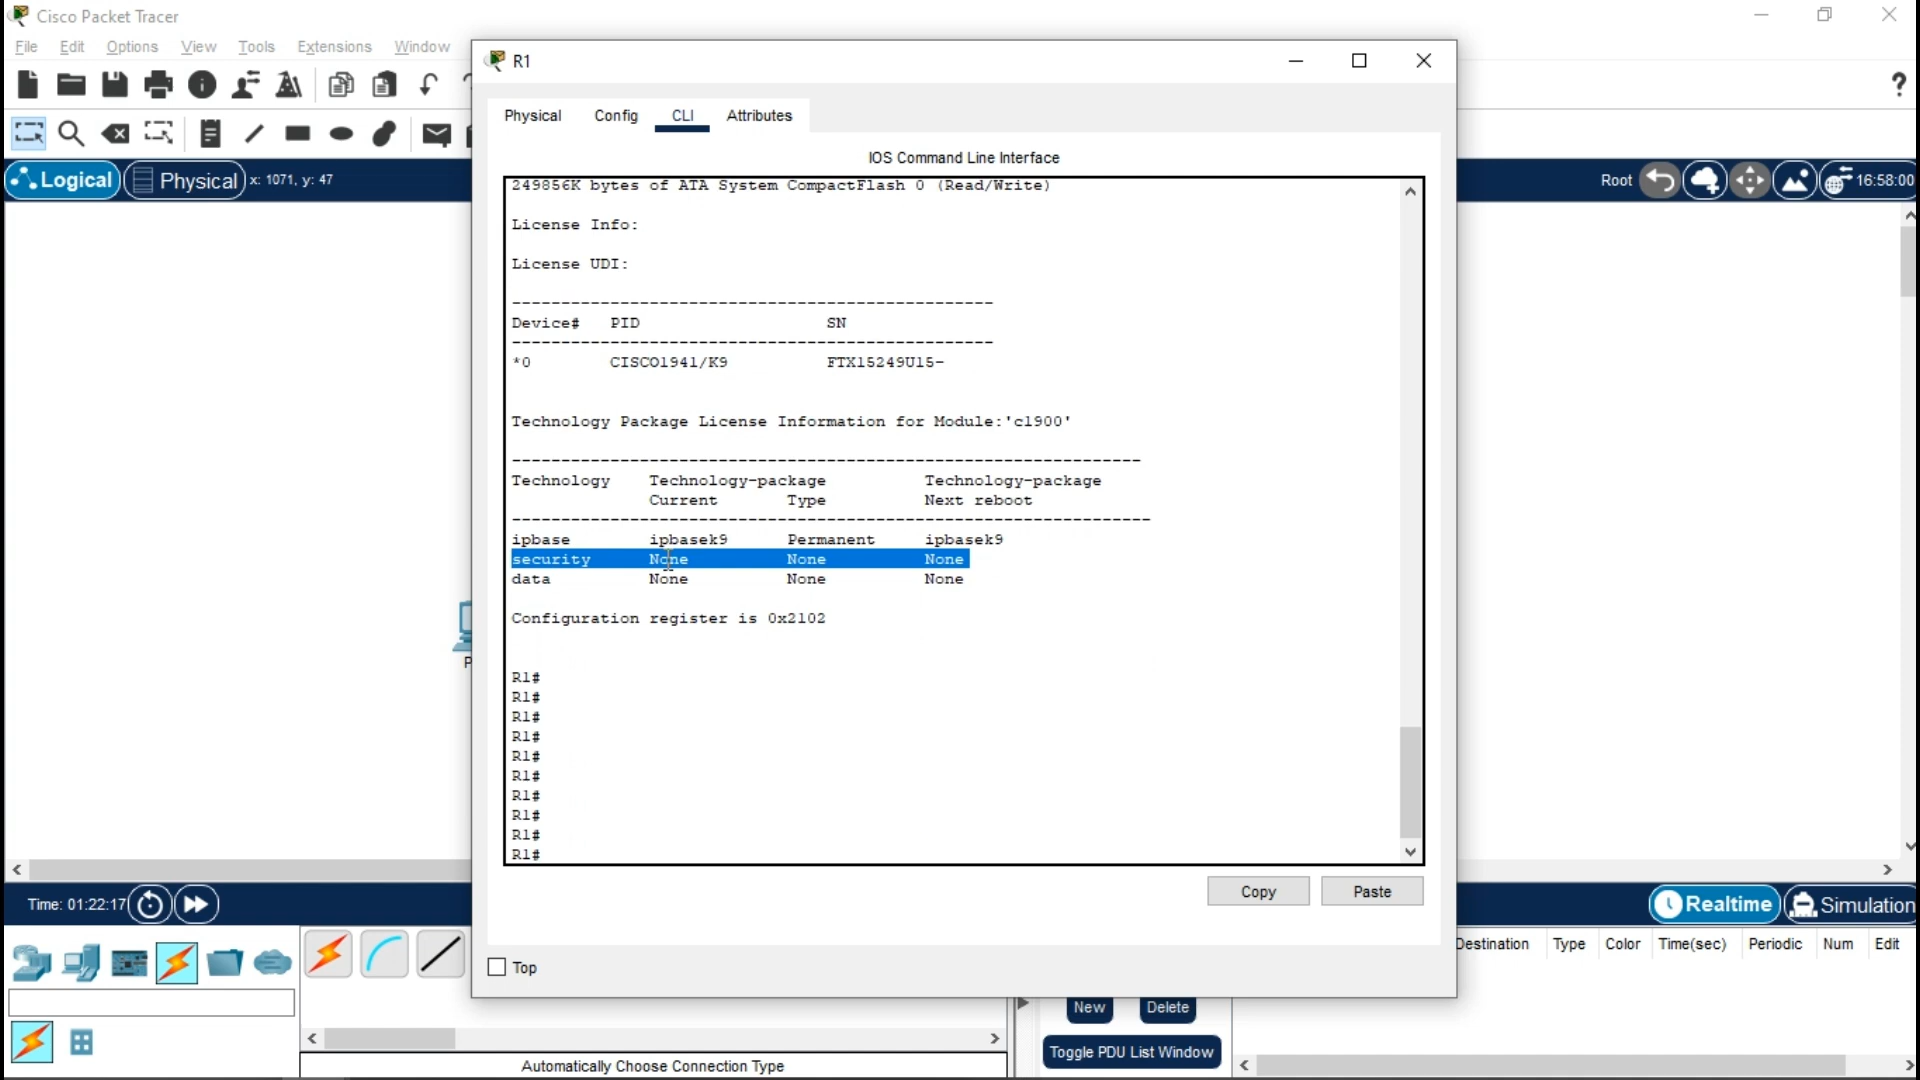 Cisco Packet Tracer
File Edit Options View Tools Extensions Window
R1
Physical Config CLI Attributes
Logical Physical x: 1071, y: 47
Root 16:58:00
IOS Command Line Interface
249856K bytes of ATA System CompactFlash 0 (Read/Write)
License Info:
License UDI:
-------------------------------------------------
Device# PID SN
-------------------------------------------------
*0 CISCO1941/K9 FTX15249U15-
Technology Package License Information for Module:'c1900'
----------------------------------------------------------------
Technology Technology-package Technology-package
Current Type Next reboot
-----------------------------------------------------------------
ipbase ipbasek9 Permanent ipbasek9
security None None None
data None None None
Configuration register is 0x2102
R1#
R1#
R1#
R1#
R1#
R1#
R1#
R1#
R1#
R1#
P
Copy Paste
Top
Time: 01:22:17
Realtime Simulation
Destination Type Color Time(sec) Periodic Num Edit
New Delete
Toggle PDU List Window
Automatically Choose Connection Type